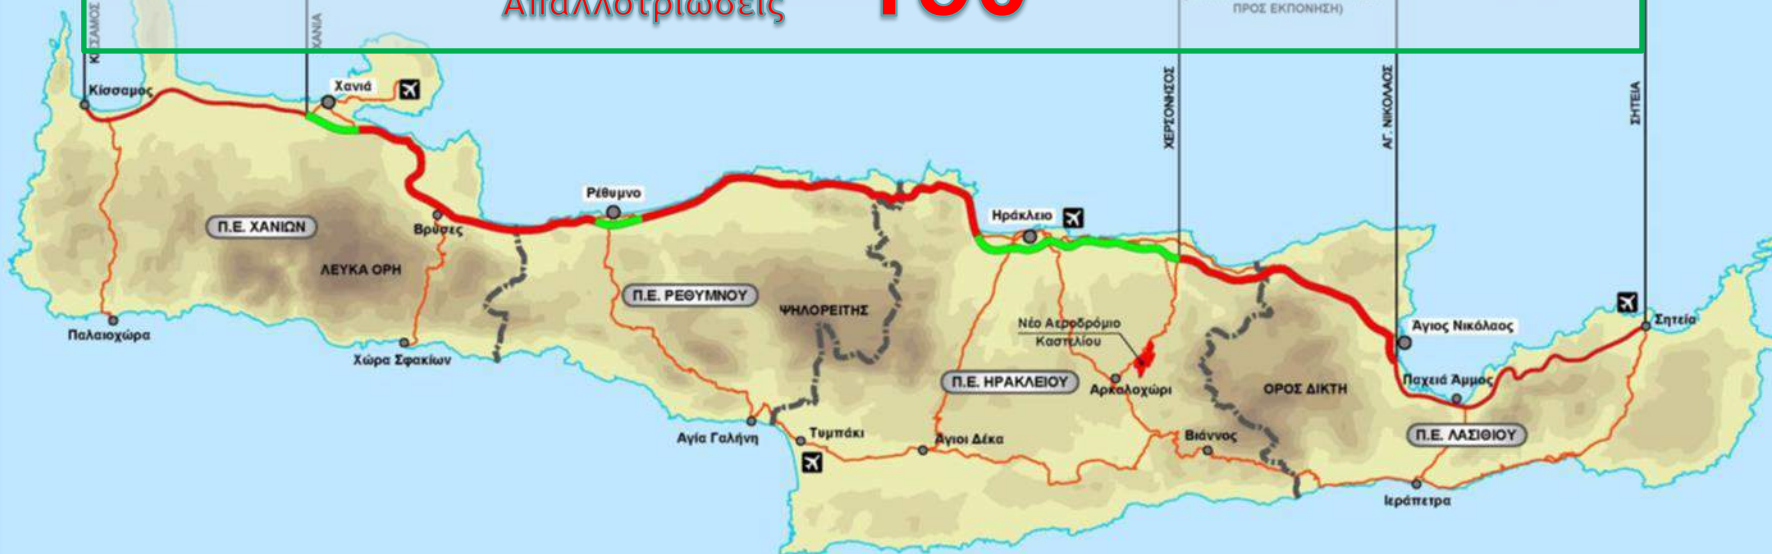 Απαλλοτριώσεις
ΠΡΟΣ ΕΚΠΟΝΗΣΗ)
ΚΙΣΣΑΜΟΣ
ΧΑΝΙΑ
ΧΕΡΣΟΝΗΣΟΣ
ΑΓ. ΝΙΚΟΛΑΟΣ
ΣΗΤΕΙΑ
Κίσσαμος
Χανιά
Ρέθυμνο
Ηράκλειο
Βρύσες
Π.Ε. ΧΑΝΙΩΝ
ΛΕΥΚΑ ΟΡΗ
Π.Ε. ΡΕΘΥΜΝΟΥ
ΨΗΛΟΡΕΙΤΗΣ
Νέο Αεροδρόμιο
Καστελίου
Άγιος Νικόλαος
Σητεία
Παλαιοχώρα
Χώρα Σφακίων
Π.Ε. ΗΡΑΚΛΕΙΟΥ
Αρκαλοχώρι
ΟΡΟΣ ΔΙΚΤΗ
Παχειά Άμμος
Αγία Γαλήνη
Τυμπάκι
Άγιοι Δέκα
Βιάννος
Π.Ε. ΛΑΣΙΘΙΟΥ
Ιεράπετρα